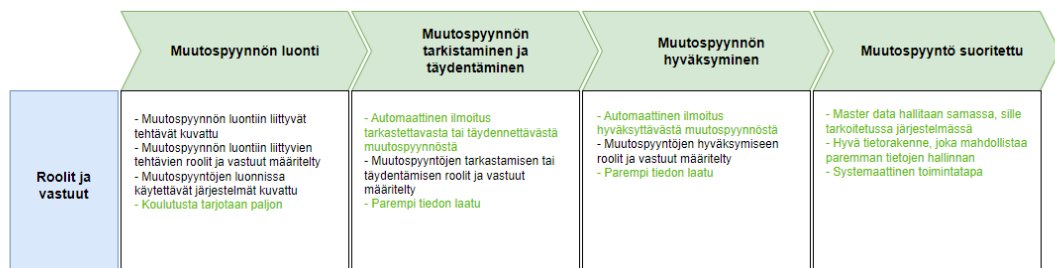 Muutospyynnön luonti
Muutospyynnön
tarkistaminen ja
täydentäminen
Muutospyynnön
hyväksyminen
Muutospyyntö suoritettu
Roolit ja
vastuut
- Muutospyynnön luontiin liittyvät
tehtävät kuvattu
- Muutospyynnön luontiin liittyvien
tehtävien roolit ja vastuut määritelty
- Muutospyyntöjen luonnissa
käytettävät järjestelmät kuvattu
- Koulutusta tarjotaan paljon
- Automaattinen ilmoitus
tarkastettavasta tai täydennettävästä
muutospyynnöstä
- Muutospyyntöjen tarkastamisen tai
täydentämisen roolit ja vastuut
määritelty
- Parempi tiedon laatu
- Automaattinen ilmoitus
hyväksyttävästä muutospyynnöstä
- Muutospyyntöjen hyväksymiseen
roolit ja vastuut määritelty
- Parempi tiedon laatu
- Master data hallitaan samassa, sille
tarkoitetussa järjestelmässä
- Hyvä tietorakenne, joka mahdollistaa
paremman tietojen hallinnan
- Systemaattinen toimintatapa